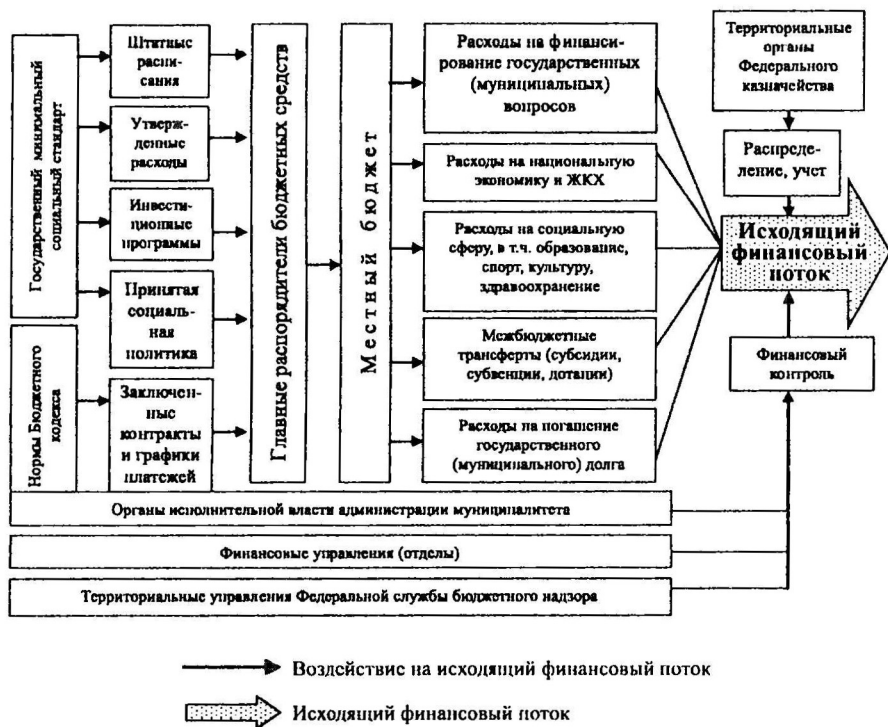 Государственный минимальный
социальный стандарт
Нормы Бюджетного
кодекса
Штатные
распи-
сания
Утверж-
денные
расходы
Инвести-
ционные
программы
Принятая
социаль-
ная
политика
Заключен-
ные
контракты
и графики
платежей
Главные распорядители бюджетных средств
Местный бюджет
Расходы на финанси-
рование государственных
(муниципальных)
вопросов
Расходы на национальную
экономику и ЖКХ
Расходы на социальную
сферу, в т.ч. образование,
спорт, культуру,
здравоохранение
Межбюджетные
трансферты (субсидии,
субвенции, дотации)
Расходы на погашение
государственного
(муниципального) долга
Территориальные
органы
Федерального
казначейства
Распреде-
ление, учет
Исходящий
финансовый
поток
Финансовый
контроль
Органы исполнительной власти администрации муниципалитета
Финансовые управления (отделы)
Территориальные управления Федеральной службы бюджетного надзора
Воздействие на исходящий финансовый поток
Исходящий финансовый поток